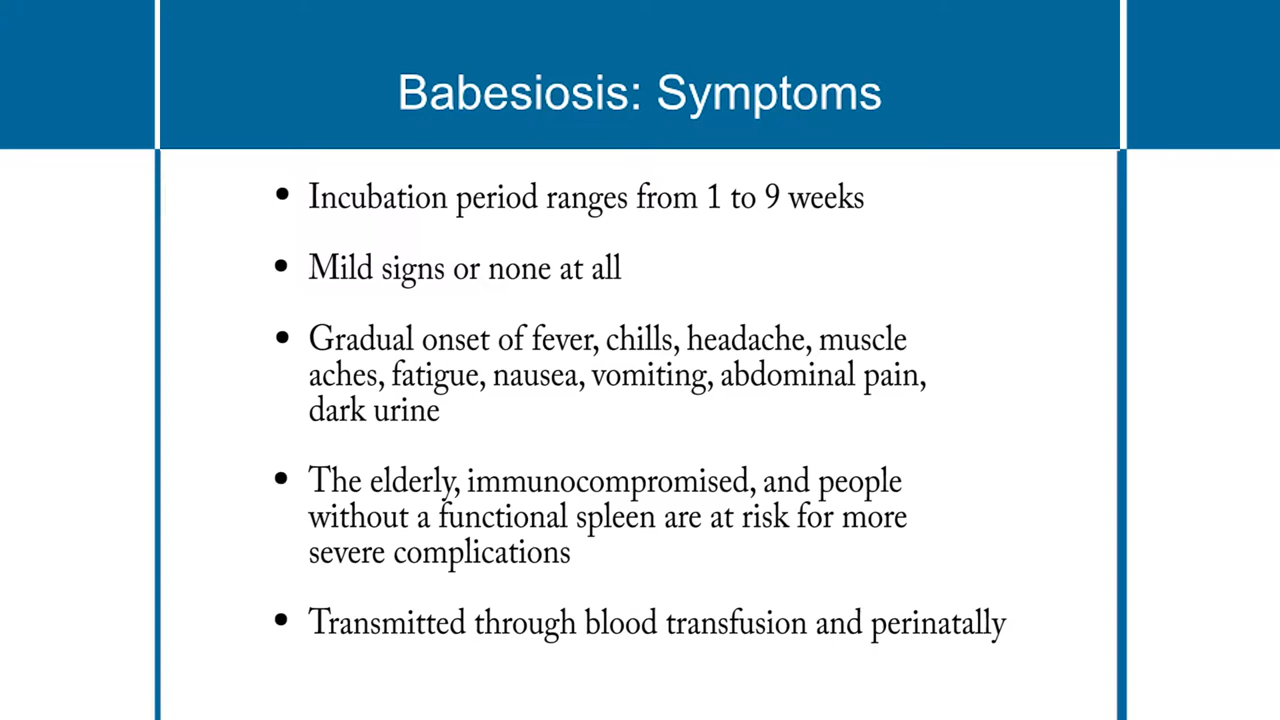 Babesiosis: Symptoms
• Incubation period ranges from 1 to 9 weeks
• Mild signs or none at all
• Gradual onset of fever, chills, headache, muscle
aches, fatigue, nausea, vomiting, abdominal pain,
dark urine
• The elderly, immunocompromised, and people
without a functional spleen are at risk for more
severe complications
• Transmitted through blood transfusion and perinatally